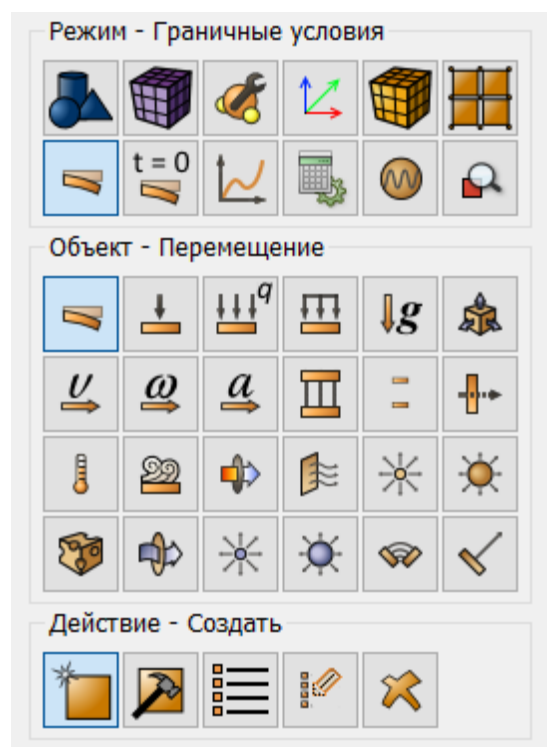 Режим - Граничные условия
t = 0
Объект - Перемещение
q
g
υ ω a
Действие - Создать